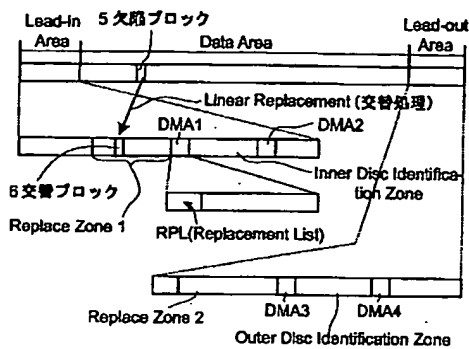 Lead-in
Area
5 欠陥ブロック
Data Area
Lead-out
Area
Linear Replacement (交替処理)
DMA1
DMA2
Inner Disc Identifica-
tion Zone
6交替ブロック
Replace Zone 1
RPL(Replacement List)
Replace Zone 2
DMA3
DMA4
Outer Disc Identification Zone